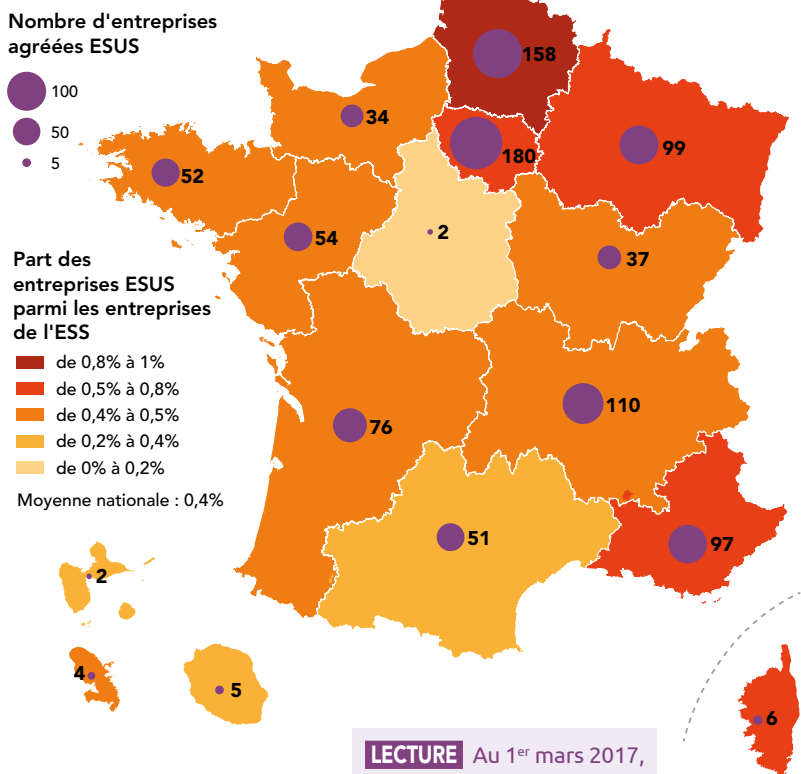 Nombre d'entreprises
agréées ESUS
100
50
5
158
34
180
99
52
54
2
37
Part des
entreprises ESUS
parmi les entreprises
de l'ESS
de 0,8% à 1%
de 0,5% à 0,8%
de 0,4% à 0,5%
de 0,2% à 0,4%
de 0% à 0,2%
Moyenne nationale : 0,4%
110
76
51
97
2
4
5
6
LECTURE Au 1er mars 2017,